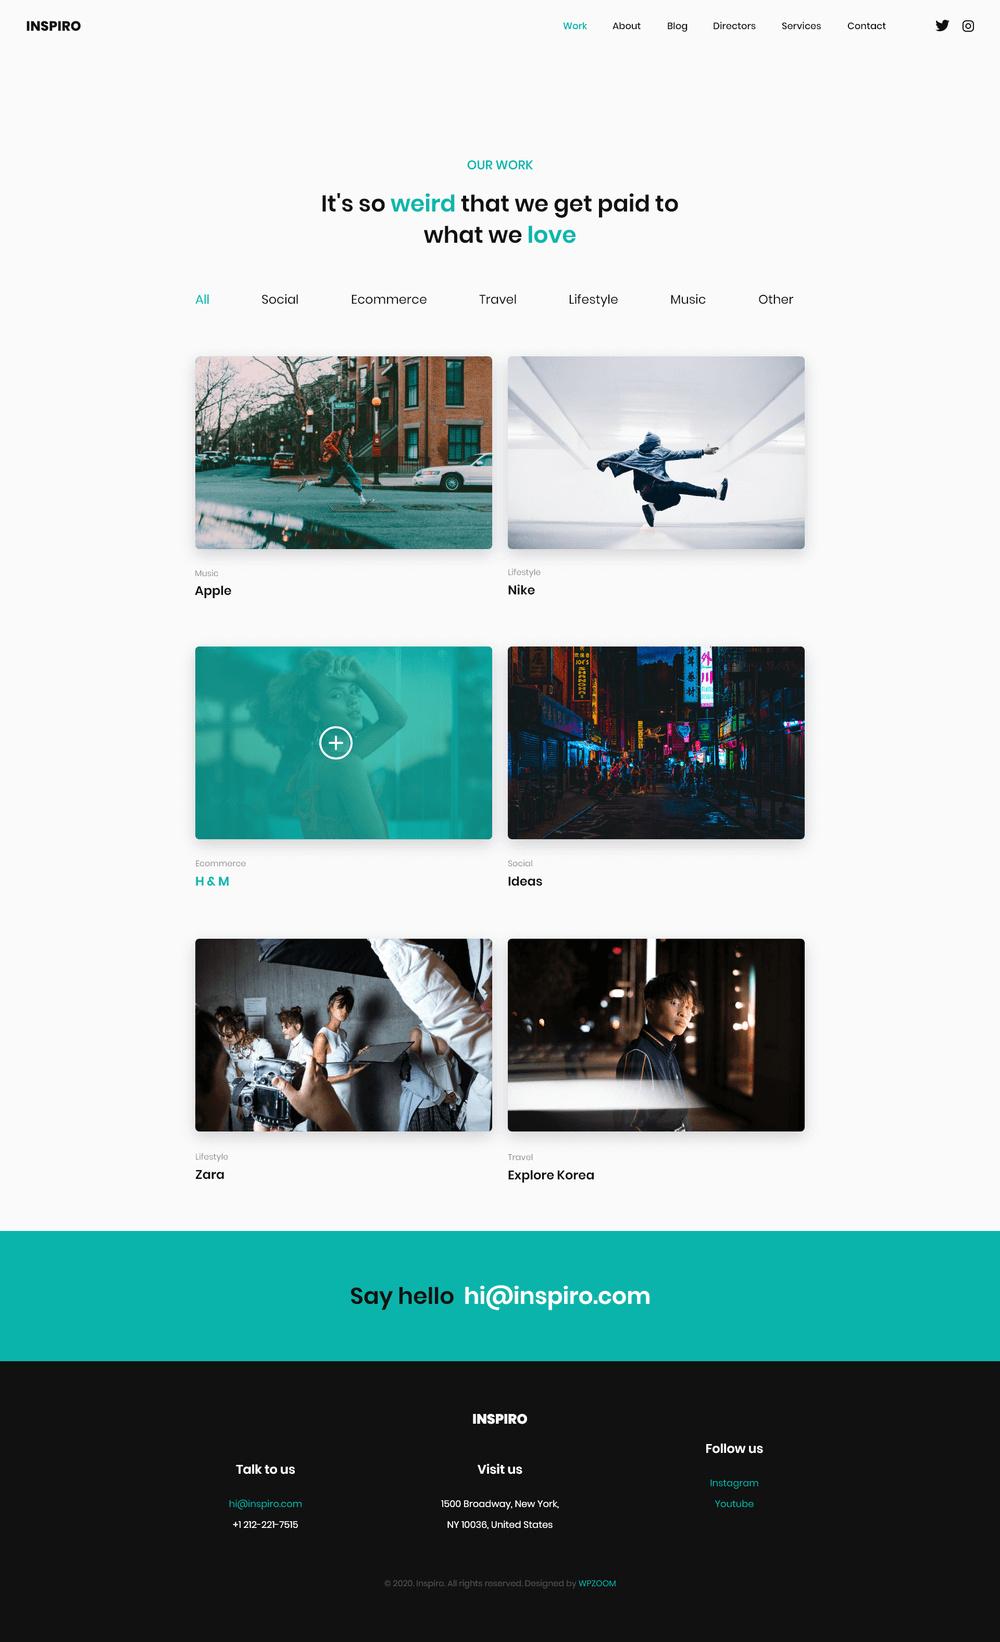 INSPIRO
Work About Blog Directors Services Contact
OUR WORK
It's so weird that we get paid to
what we love
All Social Ecommerce Travel Lifestyle Music Other
Music
Apple
Lifestyle
Nike
Ecommerce
H & M
Social
Ideas
Lifestyle
Zara
Travel
Explore Korea
Say hello hi@inspiro.com
INSPIRO
Talk to us
hi@inspiro.com
+1 212-221-7515
Visit us
1500 Broadway, New York,
NY 10036, United States
Follow us
Instagram
Youtube
© 2020. Inspiro. All rights reserved. Designed by WPZOOM